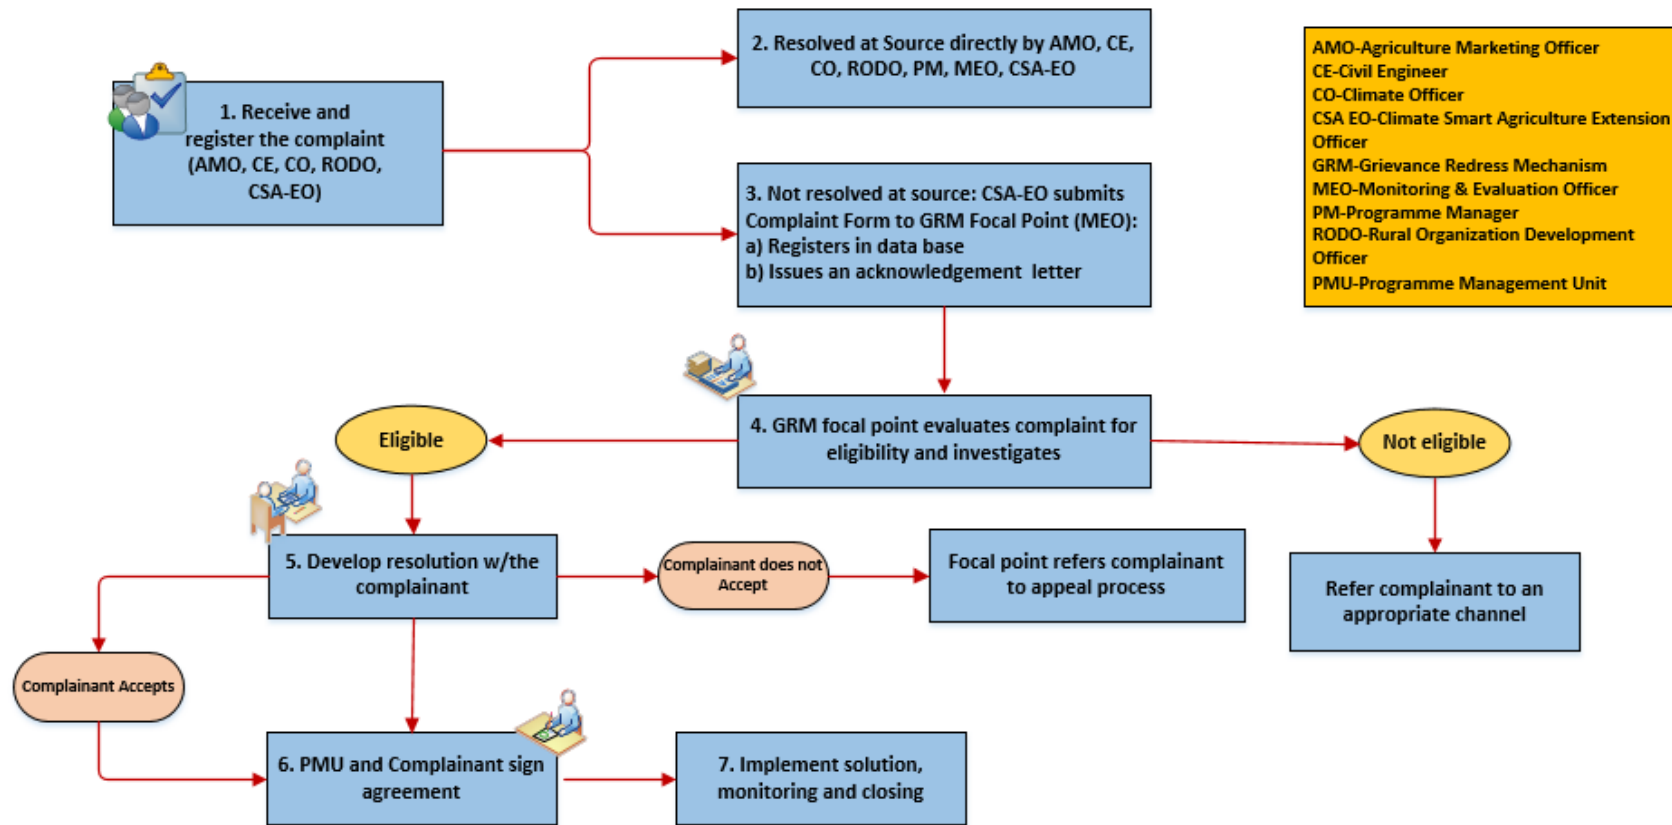 1. Receive and
register the complaint
(AMO, CE, CO, RODO,
CSA-EO)
2. Resolved at Source directly by AMO, CE,
CO, RODO, PM, MEO, CSA-EO
3. Not resolved at source: CSA-EO submits
Complaint Form to GRM Focal Point (MEO):
a) Registers in data base
b) Issues an acknowledgement letter
AMO-Agriculture Marketing Officer
CE-Civil Engineer
CO-Climate Officer
CSA EO-Climate Smart Agriculture Extension
Officer
GRM-Grievance Redress Mechanism
MEO-Monitoring & Evaluation Officer
PM-Programme Manager
RODO-Rural Organization Development
Officer
PMU-Programme Management Unit
4. GRM focal point evaluates complaint for
eligibility and investigates
Eligible
Not eligible
5. Develop resolution w/the
complainant
Complainant does not
Accept
Focal point refers complainant
to appeal process
Refer complainant to an
appropriate channel
Complainant Accepts
6. PMU and Complainant sign
agreement
7. Implement solution,
monitoring and closing